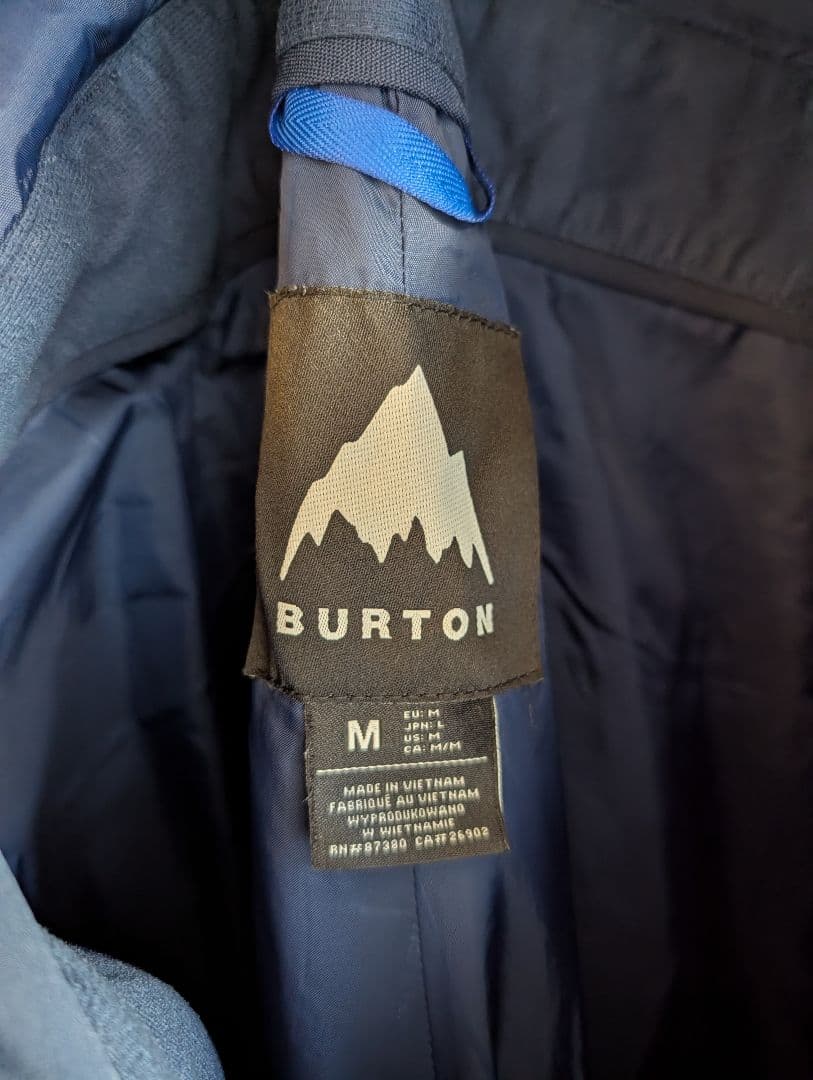 BURTON
M
EU: M
JPN: L
US: M
CA: M/M
MADE IN VIETNAM
FABRIQUÉ AU VIETNAM
WYPRODUKOWANO
W WIETNAMIE
RN#87380 CA#26902